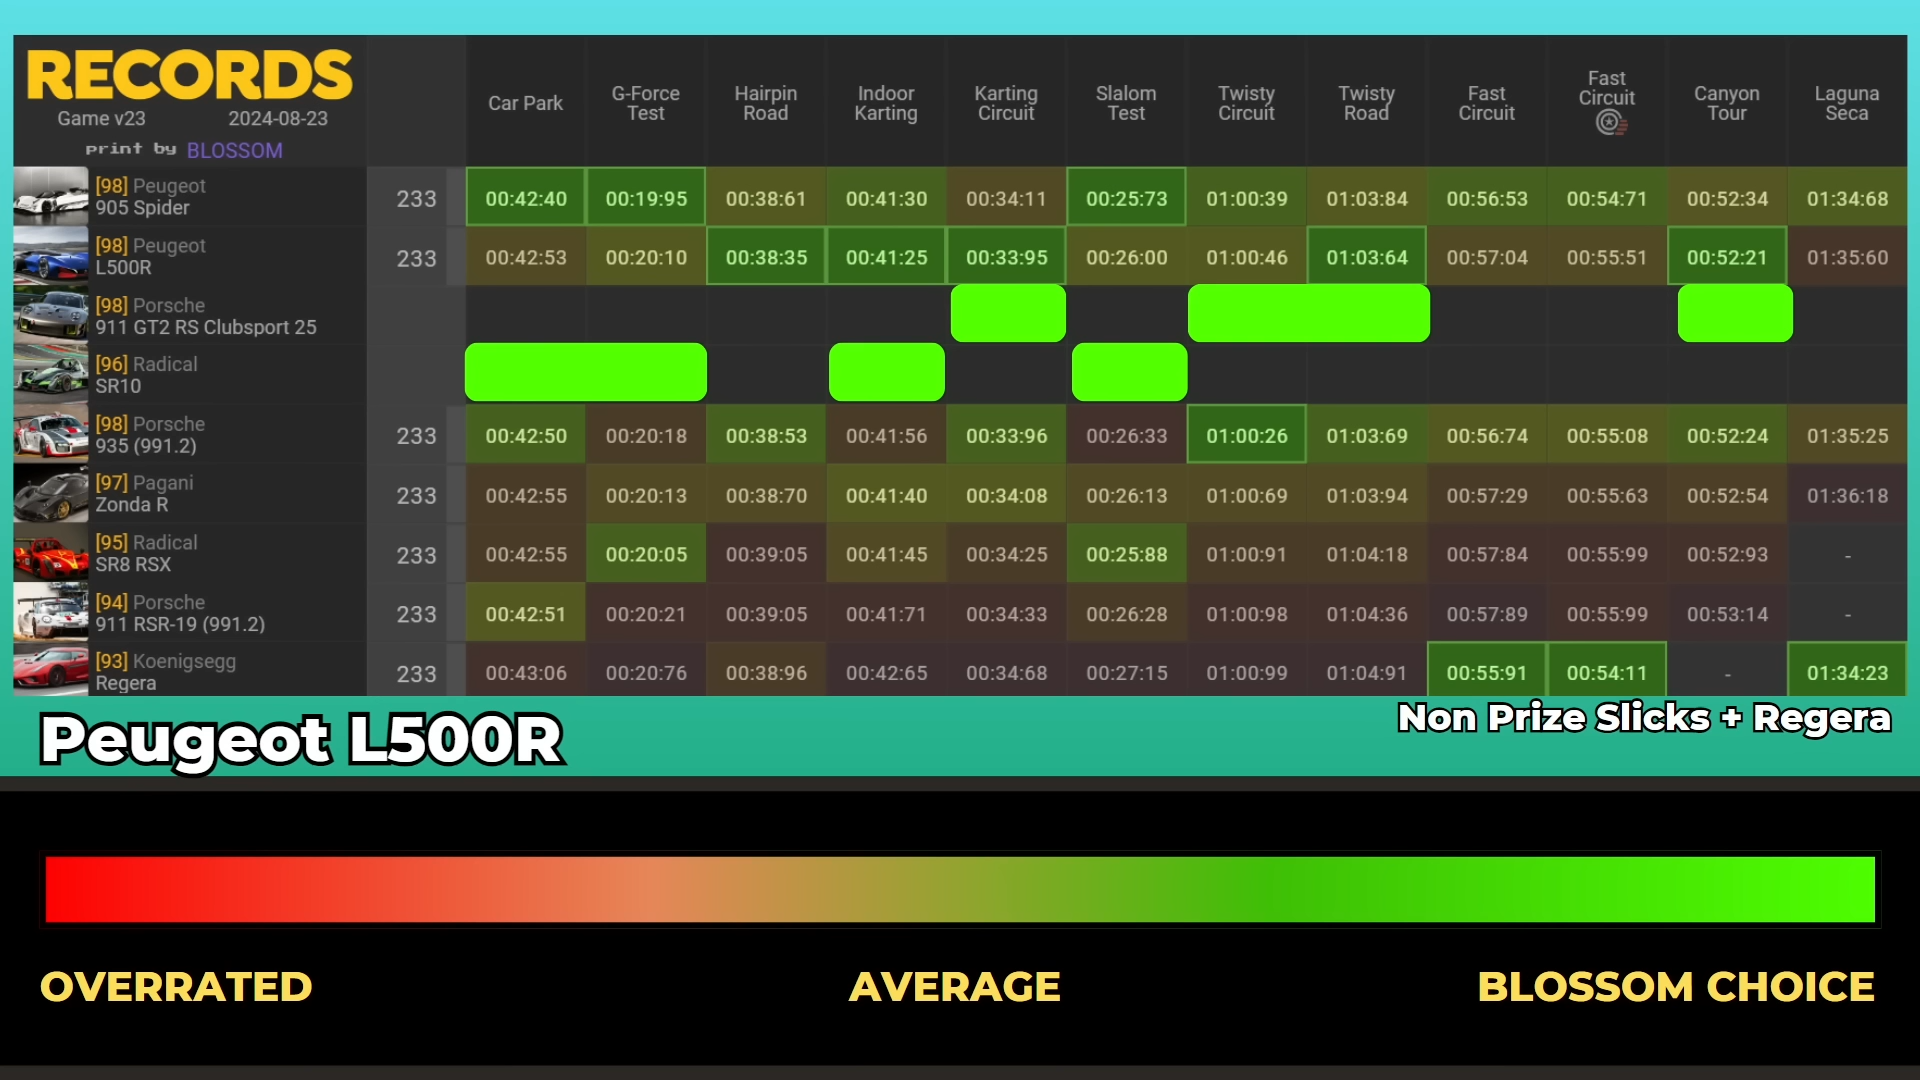 RECORDS
Game v23 2024-08-23
print by BLOSSOM
Car Park G-Force Test Hairpin Road Indoor Karting Karting Circuit Slalom Test Twisty Circuit Twisty Road Fast Circuit Fast Circuit Canyon Tour Laguna Seca
[98] Peugeot
905 Spider
233 00:42:40 00:19:95 00:38:61 00:41:30 00:34:11 00:25:73 01:00:39 01:03:84 00:56:53 00:54:71 00:52:34 01:34:68
[98] Peugeot
L500R
233 00:42:53 00:20:10 00:38:35 00:41:25 00:33:95 00:26:00 01:00:46 01:03:64 00:57:04 00:55:51 00:52:21 01:35:60
[98] Porsche
911 GT2 RS Clubsport 25
[96] Radical
SR10
[98] Porsche
935 (991.2)
233 00:42:50 00:20:18 00:38:53 00:41:56 00:33:96 00:26:33 01:00:26 01:03:69 00:56:74 00:55:08 00:52:24 01:35:25
[97] Pagani
Zonda R
233 00:42:55 00:20:13 00:38:70 00:41:40 00:34:08 00:26:13 01:00:69 01:03:94 00:57:29 00:55:63 00:52:54 01:36:18
[95] Radical
SR8 RSX
233 00:42:55 00:20:05 00:39:05 00:41:45 00:34:25 00:25:88 01:00:91 01:04:18 00:57:84 00:55:99 00:52:93 -
[94] Porsche
911 RSR-19 (991.2)
233 00:42:51 00:20:21 00:39:05 00:41:71 00:34:33 00:26:28 01:00:98 01:04:36 00:57:89 00:55:99 00:53:14 -
[93] Koenigsegg
Regera
233 00:43:06 00:20:76 00:38:96 00:42:65 00:34:68 00:27:15 01:00:99 01:04:91 00:55:91 00:54:11 - 01:34:23
Peugeot L500R
Non Prize Slicks + Regera
OVERRATED AVERAGE BLOSSOM CHOICE